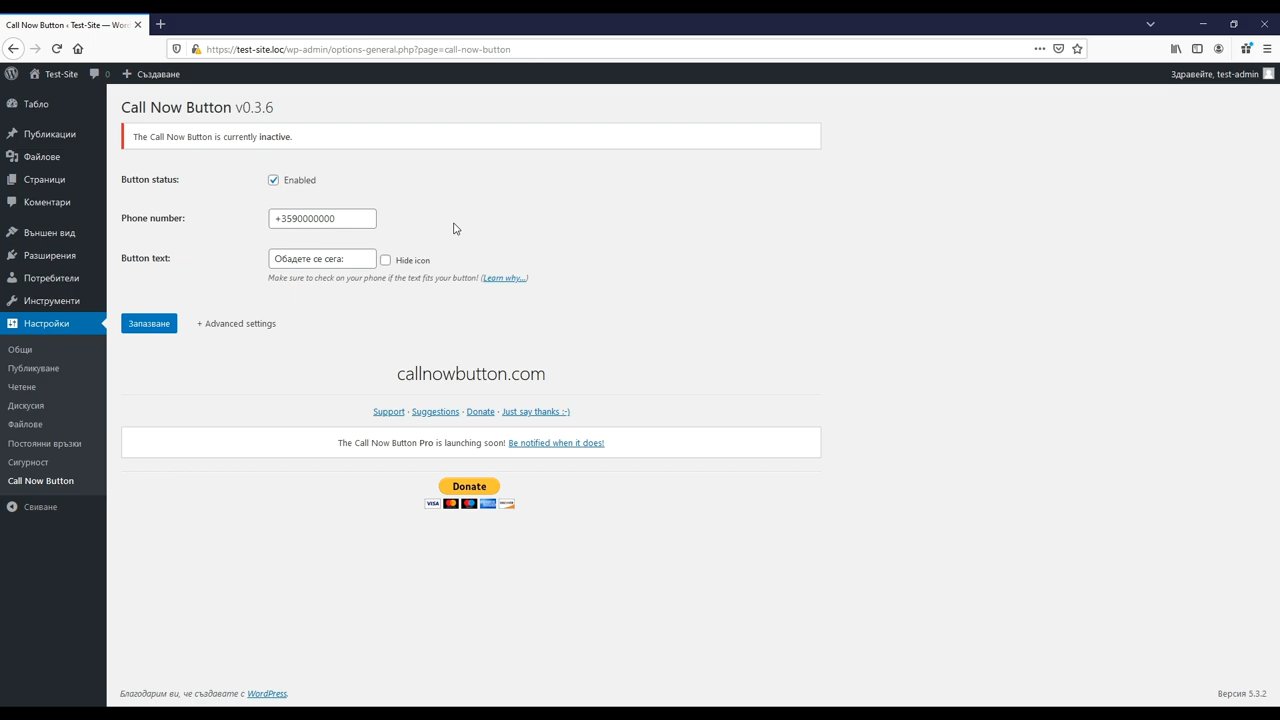 Call Now Button ‹ Test-Site — Wor
https://test-site.loc/wp-admin/options-general.php?page=call-now-button
Test-Site 0 Създаване Здравейте, test-admin
Табло
Публикации
Файлове
Страници
Коментари
Външен вид
Разширения
Потребители
Инструменти
Настройки
Общи
Публикуване
Четене
Дискусия
Файлове
Постоянни връзки
Сигурност
Call Now Button
Свиване
Call Now Button v0.3.6
The Call Now Button is currently inactive.
Button status: Enabled
Phone number: +3590000000
Button text: Обадете се сега: Hide icon
Make sure to check on your phone if the text fits your button! (Learn why...)
Запазване + Advanced settings
callnowbutton.com
Support · Suggestions · Donate · Just say thanks :-)
The Call Now Button Pro is launching soon! Be notified when it does!
Donate
VISA
Благодарим ви, че създавате с WordPress.
Версия 5.3.2